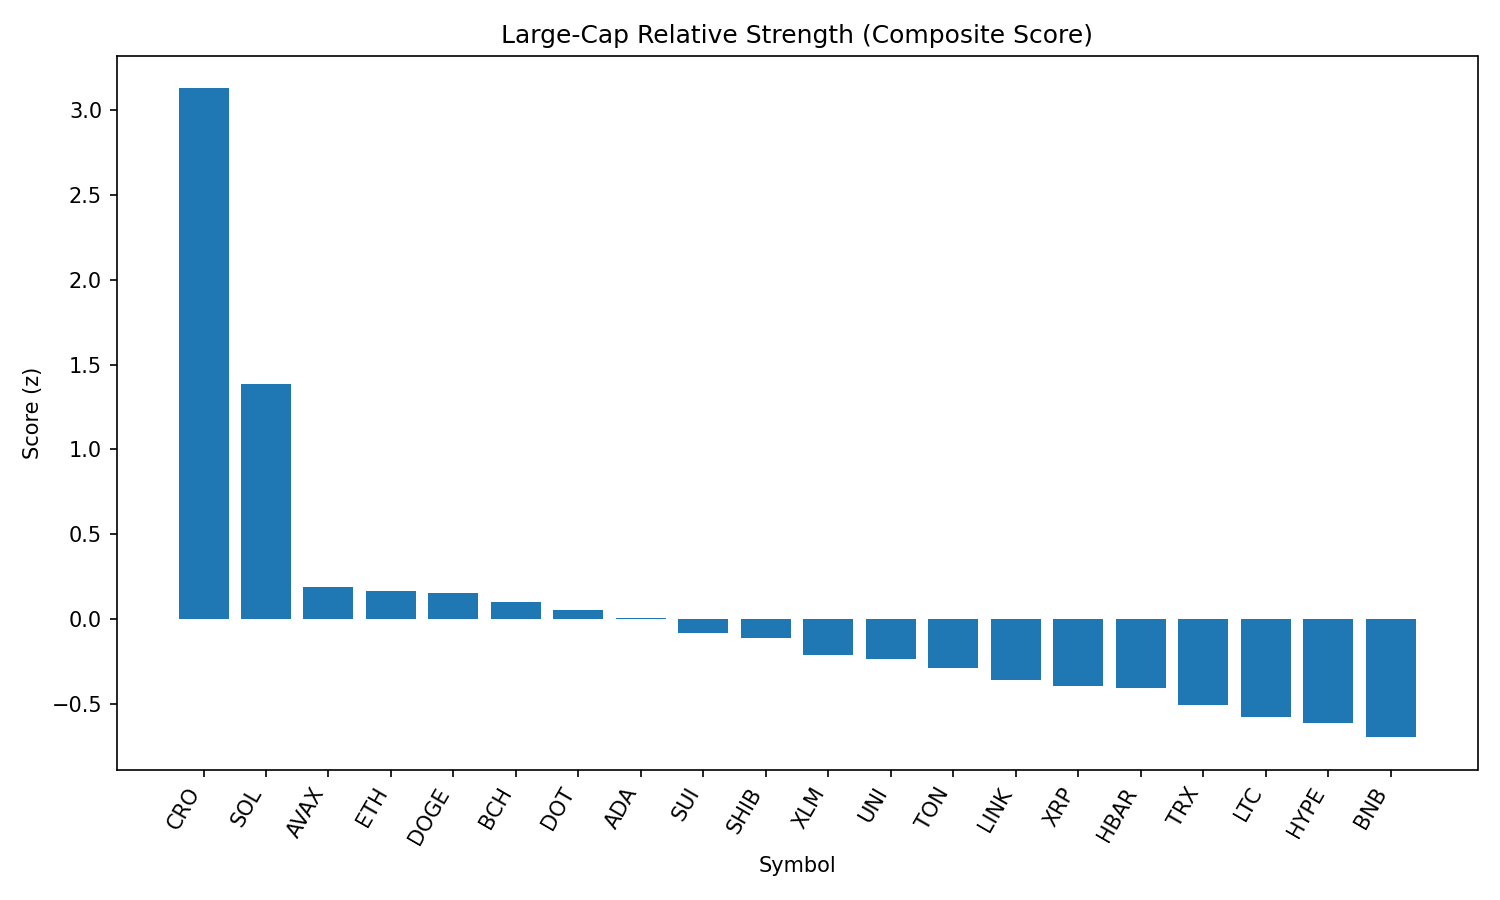 Large-Cap Relative Strength (Composite Score)
Score (z)
3.0
2.5
2.0
1.5
1.0
0.5
0.0
−0.5
CRO
SOL
AVAX
ETH
DOGE
BCH
DOT
ADA
SUI
SHIB
XLM
UNI
TON
LINK
XRP
HBAR
TRX
LTC
HYPE
BNB
Symbol